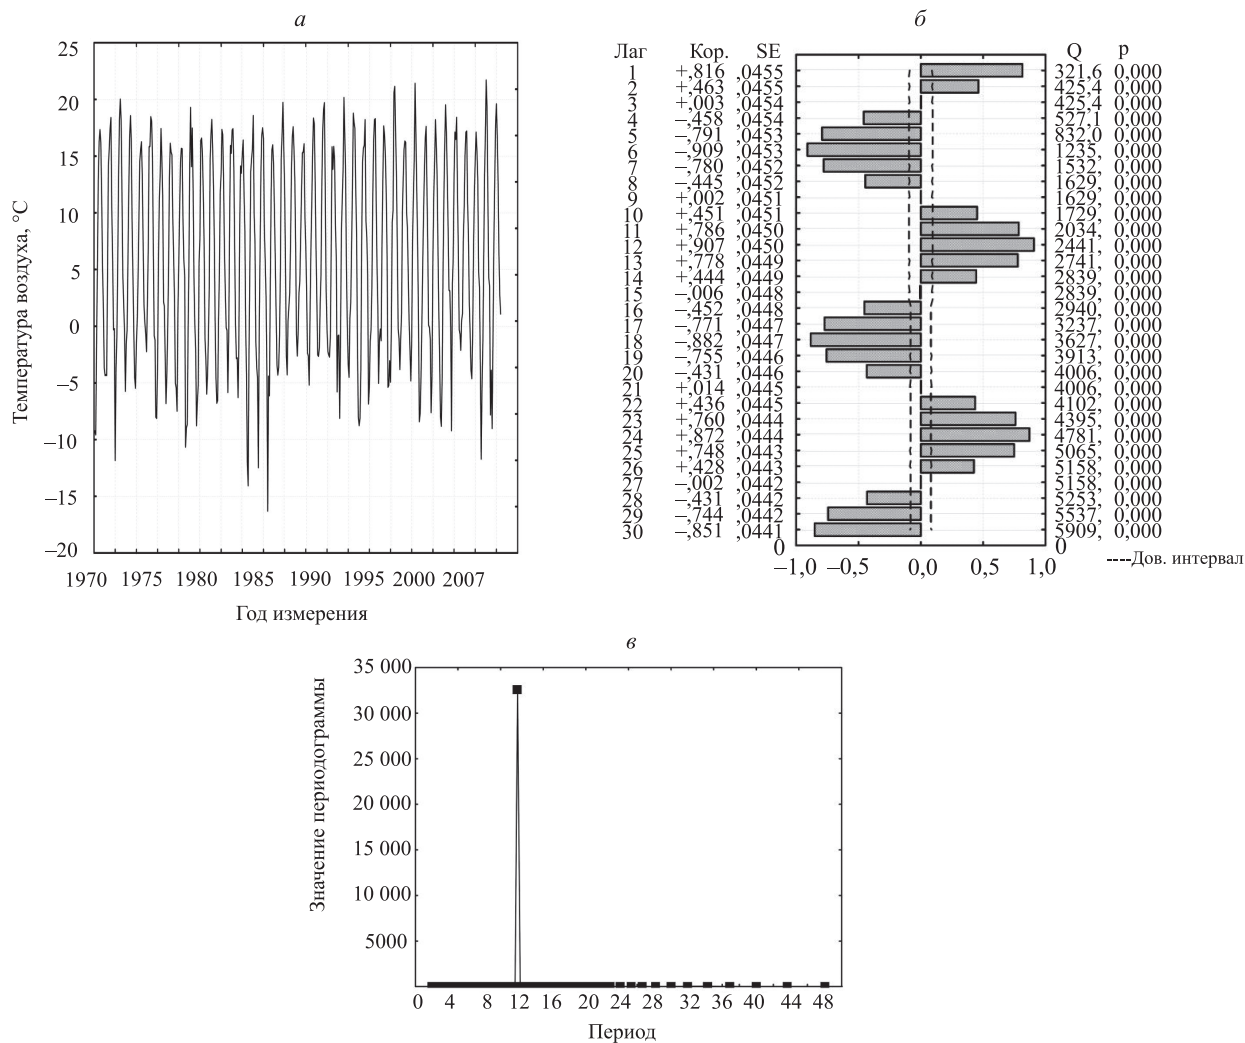 а
25
20
15
10
5
0
–5
–10
–15
–20
Температура воздуха, °C
1970 1975 1980 1985 1990 1995 2000 2007
Год измерения
б
Лаг Кор. SE Q p
1 +,816 ,0455 321,6 0,000
2 +,463 ,0455 425,4 0,000
3 +,003 ,0454 425,4 0,000
4 –,458 ,0454 527,1 0,000
5 –,791 ,0453 832,0 0,000
6 –,909 ,0453 1235, 0,000
7 –,780 ,0452 1532, 0,000
8 –,445 ,0452 1629, 0,000
9 +,002 ,0451 1629, 0,000
10 +,451 ,0451 1729, 0,000
11 +,786 ,0450 2034, 0,000
12 +,907 ,0450 2441, 0,000
13 +,778 ,0449 2741, 0,000
14 +,444 ,0449 2839, 0,000
15 –,006 ,0448 2839, 0,000
16 –,452 ,0448 2940, 0,000
17 –,771 ,0447 3237, 0,000
18 –,882 ,0447 3627, 0,000
19 –,755 ,0446 3913, 0,000
20 –,431 ,0446 4006, 0,000
21 +,014 ,0445 4006, 0,000
22 +,436 ,0445 4102, 0,000
23 +,760 ,0444 4395, 0,000
24 +,872 ,0444 4781, 0,000
25 +,748 ,0443 5065, 0,000
26 +,428 ,0443 5158, 0,000
27 –,002 ,0442 5158, 0,000
28 –,431 ,0442 5253, 0,000
29 –,744 ,0442 5537, 0,000
30 –,851 ,0441 5909, 0,000
0 0
–1,0 –0,5 0,0 0,5 1,0
----Дов. интервал
в
35 000
30 000
25 000
20 000
15 000
10 000
5000
Значение периодограммы
0 4 8 12 16 20 24 28 32 36 40 44 48
Период